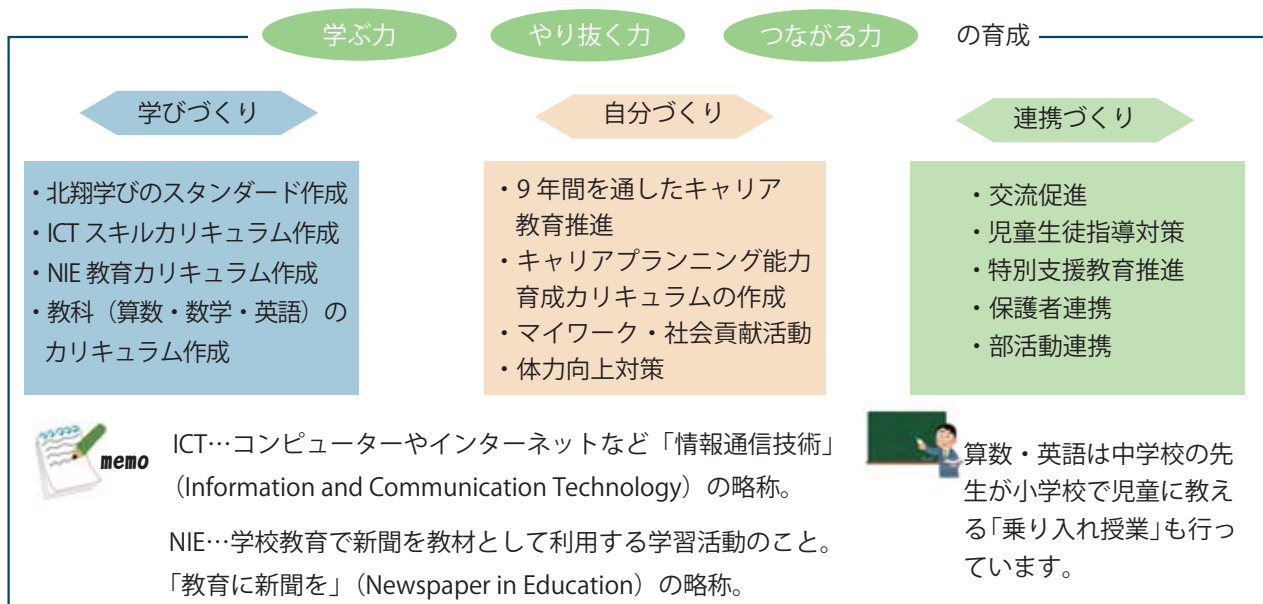 学ぶ力 やり抜く力 つながる力 の育成
学びづくり
・北翔学びのスタンダード作成
・ICT スキルカリキュラム作成
・NIE 教育カリキュラム作成
・教科（算数・数学・英語）の
カリキュラム作成
自分づくり
・9 年間を通したキャリア
教育推進
・キャリアプランニング能力
育成カリキュラムの作成
・マイワーク・社会貢献活動
・体力向上対策
連携づくり
・交流促進
・児童生徒指導対策
・特別支援教育推進
・保護者連携
・部活動連携
memo
ICT…コンピューターやインターネットなど「情報通信技術」
（Information and Communication Technology）の略称。
NIE…学校教育で新聞を教材として利用する学習活動のこと。
「教育に新聞を」（Newspaper in Education）の略称。
算数・英語は中学校の先
生が小学校で児童に教え
る「乗り入れ授業」も行っ
ています。